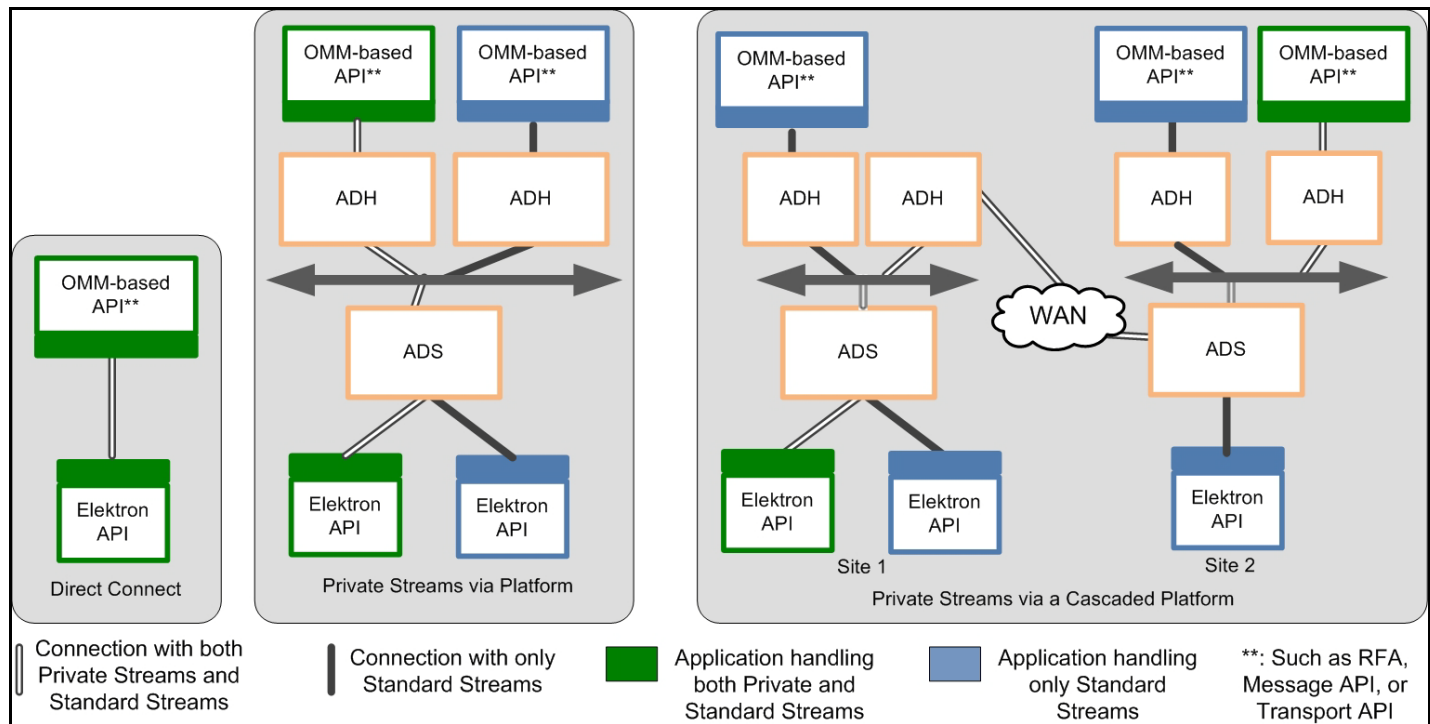 OMM-based
API**
Elektron
API
Direct Connect
OMM-based
API**
OMM-based
API**
ADH
ADH
ADS
Elektron
API
Elektron
API
Private Streams via Platform
OMM-based
API**
ADH
ADH
ADS
Elektron
API
Elektron
API
Site 1
WAN
OMM-based
API**
OMM-based
API**
ADH
ADH
ADS
Elektron
API
Site 2
Private Streams via a Cascaded Platform
Connection with both
Private Streams and
Standard Streams
Connection with only
Standard Streams
Application handling
both Private and
Standard Streams
Application handling
only Standard
Streams
**: Such as RFA,
Message API, or
Transport API